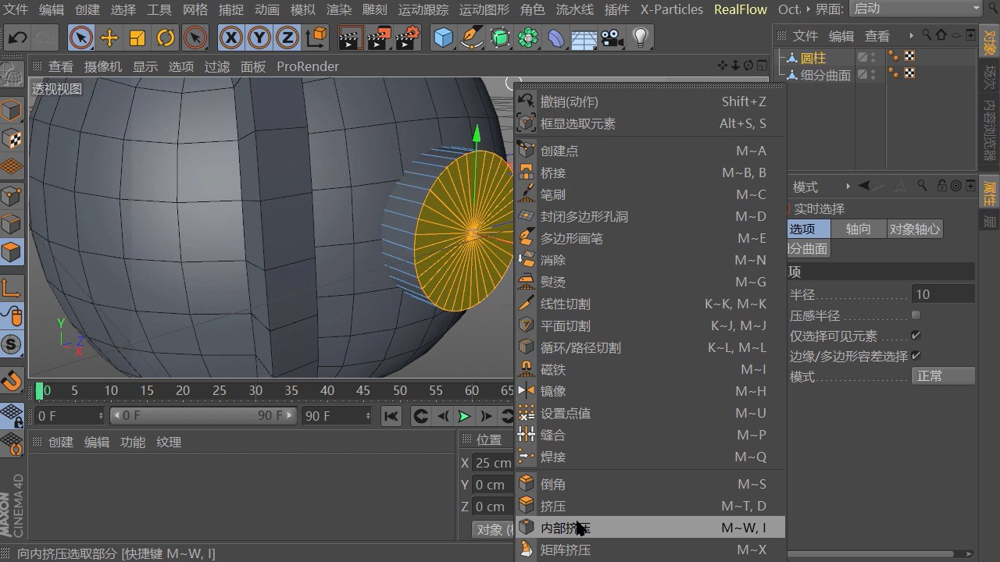 文件 编辑 创建 选择 工具 网格 捕捉 动画 模拟 渲染 雕刻 运动跟踪 运动图形 角色 流水线 插件 X-Particles RealFlow Oct 界面: 启动
X Y Z
文件 编辑 查看
查看 摄像机 显示 选项 过滤 面板 ProRender
圆柱
细分曲面
对象
场次
内容浏览器
透视视图
撤销(动作) Shift+Z
框显选取元素 Alt+S, S
创建点 M~A
桥接 M~B, B
笔刷 M~C
封闭多边形孔洞 M~D
多边形画笔 M~E
消除 M~N
熨烫 M~G
线性切割 K~K, M~K
平面切割 K~J, M~J
循环/路径切割 K~L, M~L
磁铁 M~I
镜像 M~H
设置点值 M~U
缝合 M~P
焊接 M~Q
倒角 M~S
挤压 M~T, D
内部挤压 M~W, I
矩阵挤压 M~X
模式
属性
层
实时选择
选项 轴向 对象轴心
分曲面
项
半径 10
压感半径
仅选择可见元素
边缘/多边形容差选择
模式 正常
Y
Z
X
S
0 5 10 15 20 25 30 35 40 45 50 55 60 65
0 F 0 F 90 F 90 F
创建 编辑 功能 纹理
位置
X 25 cm
Y 0 cm
Z 0 cm
对象
MAXON CINEMA 4D
向内挤压选取部分 [快捷键 M~W, I]